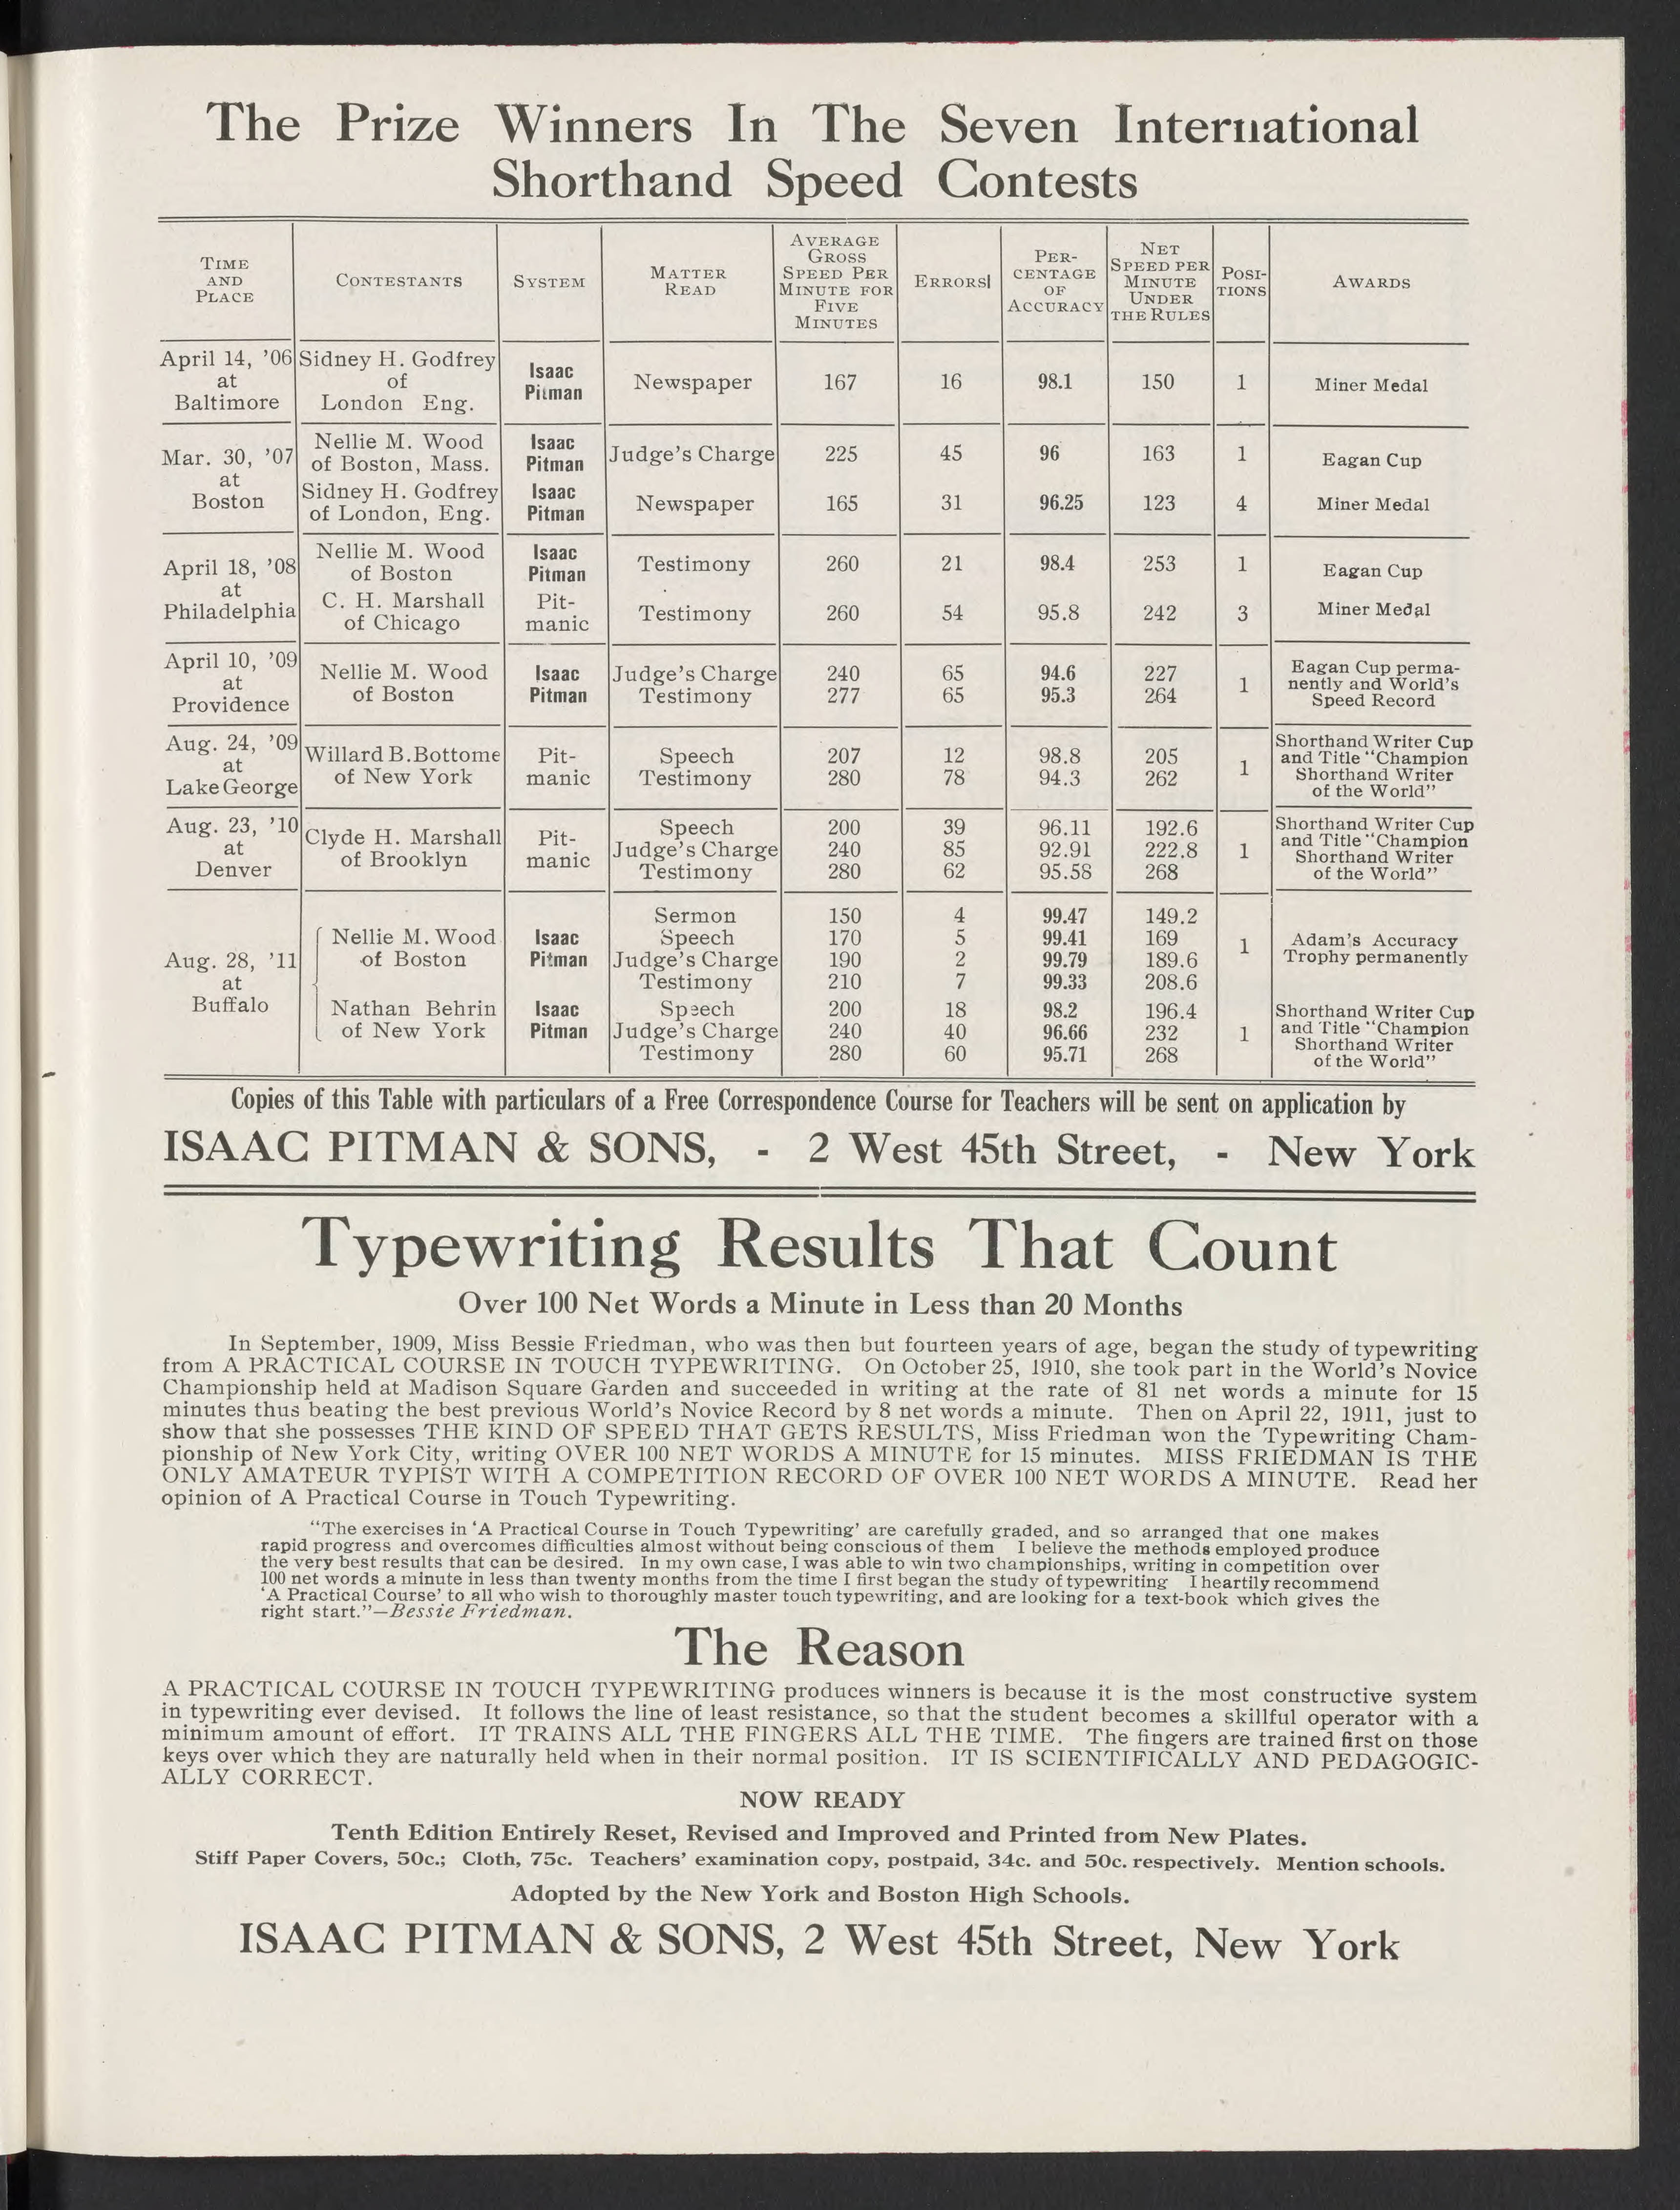 The Prize Winners In The Seven International
Shorthand Speed Contests
TIME AND PLACE | CONTESTANTS | SYSTEM | MATTER READ | AVERAGE GROSS SPEED PER MINUTE FOR FIVE MINUTES | ERRORS | PER-CENTAGE OF ACCURACY | NET SPEED PER MINUTE UNDER THE RULES | POSI-TIONS | AWARDS
April 14, '06 at Baltimore | Sidney H. Godfrey of London Eng. | Isaac Pitman | Newspaper | 167 | 16 | 98.1 | 150 | 1 | Miner Medal
Mar. 30, '07 at Boston | Nellie M. Wood of Boston, Mass. | Isaac Pitman | Judge's Charge | 225 | 45 | 96 | 163 | 1 | Eagan Cup
Sidney H. Godfrey of London, Eng. | Isaac Pitman | Newspaper | 165 | 31 | 96.25 | 123 | 4 | Miner Medal
April 18, '08 at Philadelphia | Nellie M. Wood of Boston | Isaac Pitman | Testimony | 260 | 21 | 98.4 | 253 | 1 | Eagan Cup
C. H. Marshall of Chicago | Pit-manic | Testimony | 260 | 54 | 95.8 | 242 | 3 | Miner Medal
April 10, '09 at Providence | Nellie M. Wood of Boston | Isaac Pitman | Judge's Charge | 240 | 65 | 94.6 | 227 | 1 | Eagan Cup perma-nently and World's Speed Record
Testimony | 277 | 65 | 95.3 | 264
Aug. 24, '09 at Lake George | Willard B. Bottome of New York | Pit-manic | Speech | 207 | 12 | 98.8 | 205 | 1 | Shorthand Writer Cup and Title "Champion Shorthand Writer of the World"
Testimony | 280 | 78 | 94.3 | 262
Aug. 23, '10 at Denver | Clyde H. Marshall of Brooklyn | Pit-manic | Speech | 200 | 39 | 96.11 | 192.6 | 1 | Shorthand Writer Cup and Title "Champion Shorthand Writer of the World"
Judge's Charge | 240 | 85 | 92.91 | 222.8
Testimony | 280 | 62 | 95.58 | 268
Aug. 28, '11 at Buffalo | Nellie M. Wood of Boston | Isaac Pitman | Sermon | 150 | 4 | 99.47 | 149.2 | 1 | Adam's Accuracy Trophy permanently
Speech | 170 | 5 | 99.41 | 169
Judge's Charge | 190 | 2 | 99.79 | 189.6
Testimony | 210 | 7 | 99.33 | 208.6
Nathan Behrin of New York | Isaac Pitman | Speech | 200 | 18 | 98.2 | 196.4 | 1 | Shorthand Writer Cup and Title "Champion Shorthand Writer of the World"
Judge's Charge | 240 | 40 | 96.66 | 232
Testimony | 280 | 60 | 95.71 | 268
Copies of this Table with particulars of a Free Correspondence Course for Teachers will be sent on application by
ISAAC PITMAN & SONS, - 2 West 45th Street, - New York
Typewriting Results That Count
Over 100 Net Words a Minute in Less than 20 Months
In September, 1909, Miss Bessie Friedman, who was then but fourteen years of age, began the study of typewriting
from A PRACTICAL COURSE IN TOUCH TYPEWRITING. On October 25, 1910, she took part in the World's Novice
Championship held at Madison Square Garden and succeeded in writing at the rate of 81 net words a minute for 15
minutes thus beating the best previous World's Novice Record by 8 net words a minute. Then on April 22, 1911, just to
show that she possesses THE KIND OF SPEED THAT GETS RESULTS, Miss Friedman won the Typewriting Cham-
pionship of New York City, writing OVER 100 NET WORDS A MINUTE for 15 minutes. MISS FRIEDMAN IS THE
ONLY AMATEUR TYPIST WITH A COMPETITION RECORD OF OVER 100 NET WORDS A MINUTE. Read her
opinion of A Practical Course in Touch Typewriting.
"The exercises in 'A Practical Course in Touch Typewriting' are carefully graded, and so arranged that one makes
rapid progress and overcomes difficulties almost without being conscious of them I believe the methods employed produce
the very best results that can be desired. In my own case, I was able to win two championships, writing in competition over
100 net words a minute in less than twenty months from the time I first began the study of typewriting I heartily recommend
'A Practical Course' to all who wish to thoroughly master touch typewriting, and are looking for a text-book which gives the
right start."—Bessie Friedman.
The Reason
A PRACTICAL COURSE IN TOUCH TYPEWRITING produces winners is because it is the most constructive system
in typewriting ever devised. It follows the line of least resistance, so that the student becomes a skillful operator with a
minimum amount of effort. IT TRAINS ALL THE FINGERS ALL THE TIME. The fingers are trained first on those
keys over which they are naturally held when in their normal position. IT IS SCIENTIFICALLY AND PEDAGOGIC-
ALLY CORRECT.
NOW READY
Tenth Edition Entirely Reset, Revised and Improved and Printed from New Plates.
Stiff Paper Covers, 50c.; Cloth, 75c. Teachers' examination copy, postpaid, 34c. and 50c. respectively. Mention schools.
Adopted by the New York and Boston High Schools.
ISAAC PITMAN & SONS, 2 West 45th Street, New York